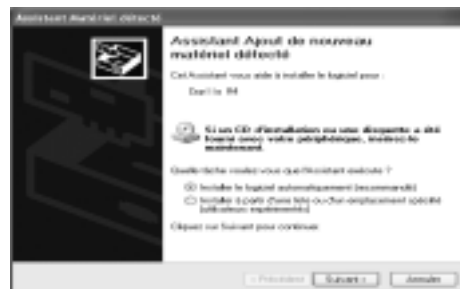 Assistant Matériel détecté
Assistant Ajout de nouveau
matériel détecté
Cet Assistant vous aide à installer le logiciel pour :
Si un CD d'installation ou une disquette a été
fourni avec votre périphérique, insérez-le
maintenant.
Quelle tâche voulez-vous que l'Assistant exécute ?
Installer le logiciel automatiquement (recommandé)
Installer à partir d'une liste ou d'un emplacement spécifié
(utilisateurs expérimentés)
Cliquez sur Suivant pour continuer.
< Précédent
Suivant >
Annuler